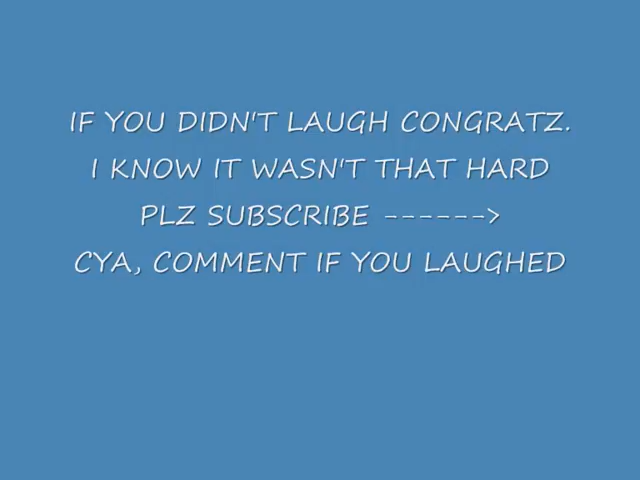 IF YOU DIDN'T LAUGH CONGRATZ.
I KNOW IT WASN'T THAT HARD
PLZ SUBSCRIBE ------>
CYA, COMMENT IF YOU LAUGHED